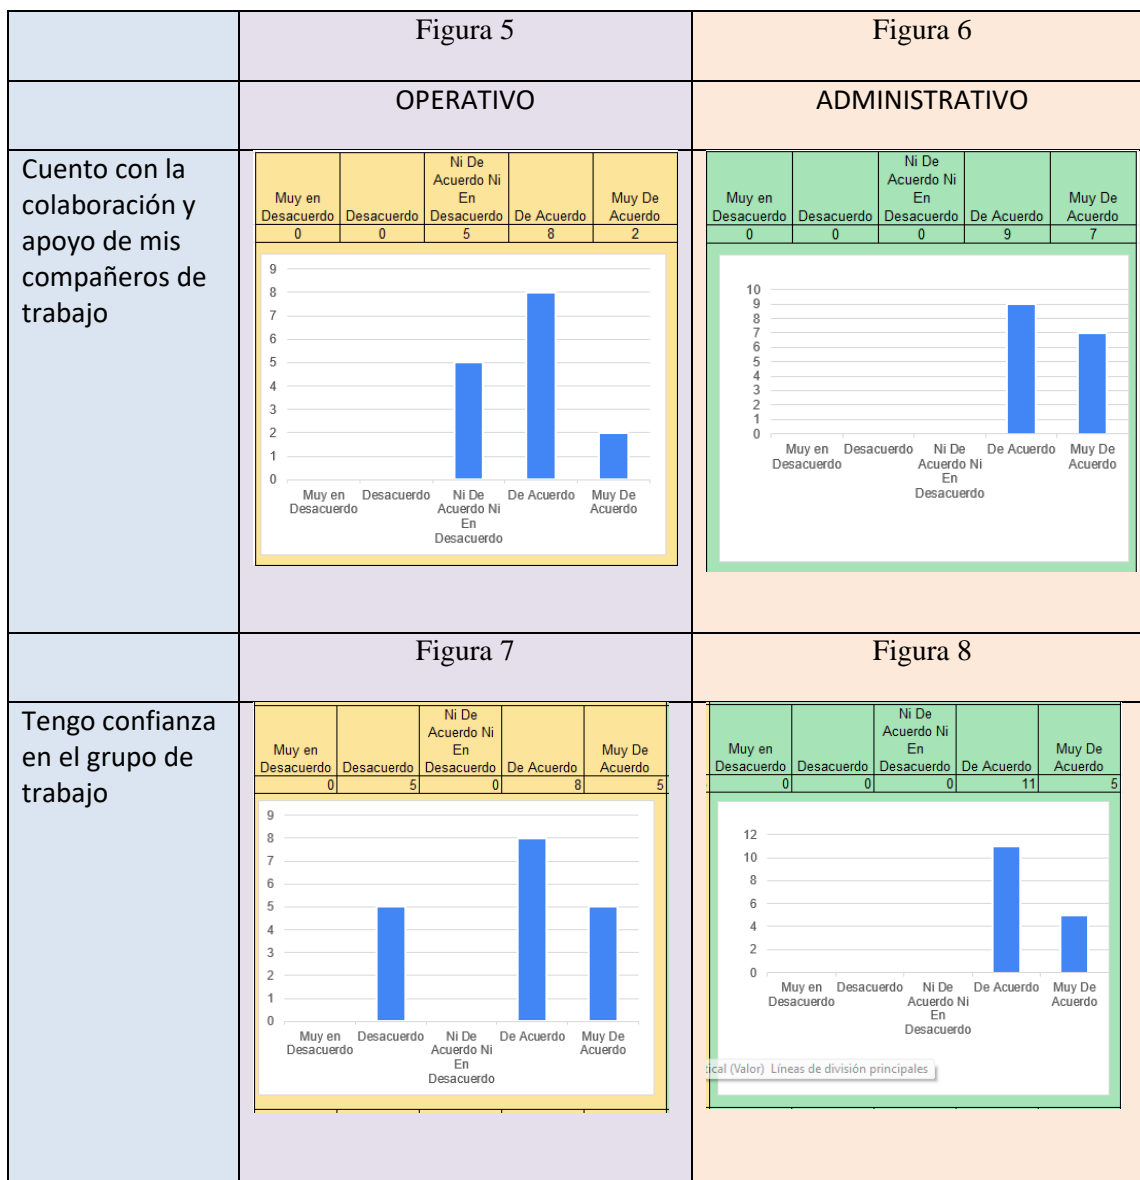 Figura 5
Figura 6
OPERATIVO
ADMINISTRATIVO
Cuento con la
colaboración y
apoyo de mis
compañeros de
trabajo
Muy en
Desacuerdo
Desacuerdo
Ni De
Acuerdo Ni
En
Desacuerdo
De Acuerdo
Muy De
Acuerdo
0 0 5 8 2
9
8
7
6
5
4
3
2
1
0
Muy en
Desacuerdo
Desacuerdo
Ni De
Acuerdo Ni
En
Desacuerdo
De Acuerdo
Muy De
Acuerdo
Muy en
Desacuerdo
Desacuerdo
Ni De
Acuerdo Ni
En
Desacuerdo
De Acuerdo
Muy De
Acuerdo
0 0 0 9 7
10
9
8
7
6
5
4
3
2
1
0
Muy en
Desacuerdo
Desacuerdo
Ni De
Acuerdo Ni
En
Desacuerdo
De Acuerdo
Muy De
Acuerdo
Figura 7
Figura 8
Tengo confianza
en el grupo de
trabajo
Muy en
Desacuerdo
Desacuerdo
Ni De
Acuerdo Ni
En
Desacuerdo
De Acuerdo
Muy De
Acuerdo
0 5 0 8 5
9
8
7
6
5
4
3
2
1
0
Muy en
Desacuerdo
Desacuerdo
Ni De
Acuerdo Ni
En
Desacuerdo
De Acuerdo
Muy De
Acuerdo
Muy en
Desacuerdo
Desacuerdo
Ni De
Acuerdo Ni
En
Desacuerdo
De Acuerdo
Muy De
Acuerdo
0 0 0 11 5
12
10
8
6
4
2
0
Muy en
Desacuerdo
Desacuerdo
Ni De
Acuerdo Ni
En
Desacuerdo
De Acuerdo
Muy De
Acuerdo
ical (Valor) Líneas de división principales